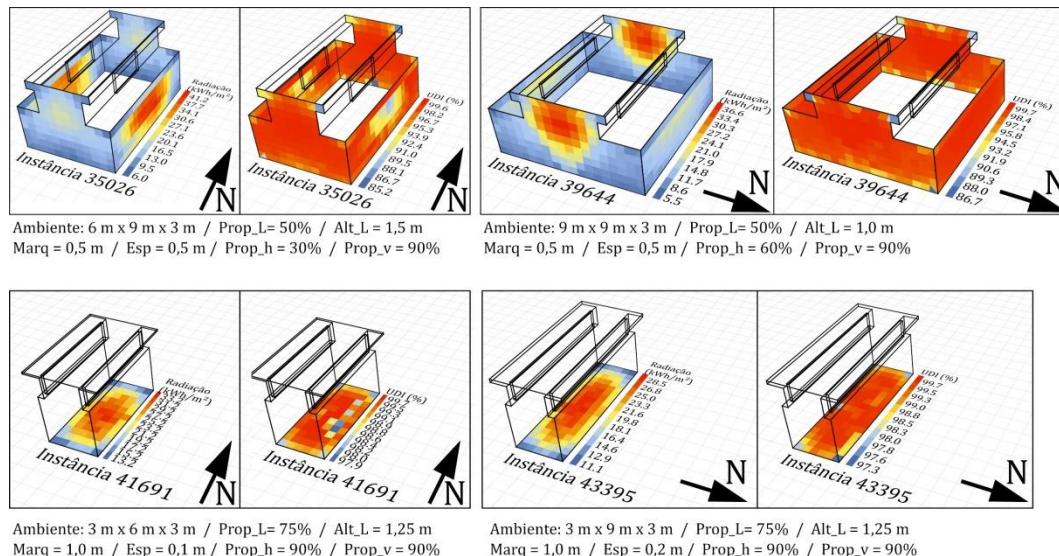 Radiação
(kWh/m²)
41.2
37.7
34.1
30.6
27.1
23.6
20.1
16.5
13.0
9.5
6.0
Instância 35026
N
UDI (%)
99.6
98.2
96.7
95.3
93.9
92.4
91.0
89.5
88.1
86.7
85.2
Instância 35026
N
Ambiente: 6 m x 9 m x 3 m / Prop_L= 50% / Alt_L = 1,5 m
Marq = 0,5 m / Esp = 0,5 m / Prop_h = 30% / Prop_v = 90%
Radiação
(kWh/m²)
36.6
33.4
30.3
27.2
24.1
21.0
17.9
14.8
11.7
8.6
5.5
Instância 39644
N
UDI (%)
99.7
98.4
97.1
95.8
94.5
93.2
91.9
90.6
89.3
88.0
86.7
Instância 39644
N
Ambiente: 9 m x 9 m x 3 m / Prop_L= 50% / Alt_L = 1,0 m
Marq = 0,5 m / Esp = 0,5 m / Prop_h = 60% / Prop_v = 90%
Radiação
(kWh/m²)
13.2
Instância 41691
N
UDI (%)
97.9
Instância 41691
N
Ambiente: 3 m x 6 m x 3 m / Prop_L= 75% / Alt_L = 1,25 m
Marq = 1,0 m / Esp = 0,1 m / Prop_h = 90% / Prop_v = 90%
Radiação
(kWh/m²)
28.5
26.8
25.0
23.3
21.6
19.8
18.1
16.4
14.6
12.9
11.1
Instância 43395
N
UDI (%)
99.7
99.5
99.3
99.0
98.8
98.5
98.3
98.0
97.8
97.6
97.3
Instância 43395
N
Ambiente: 3 m x 9 m x 3 m / Prop_L= 75% / Alt_L = 1,25 m
Marq = 1,0 m / Esp = 0,2 m / Prop_h = 90% / Prop_v = 90%